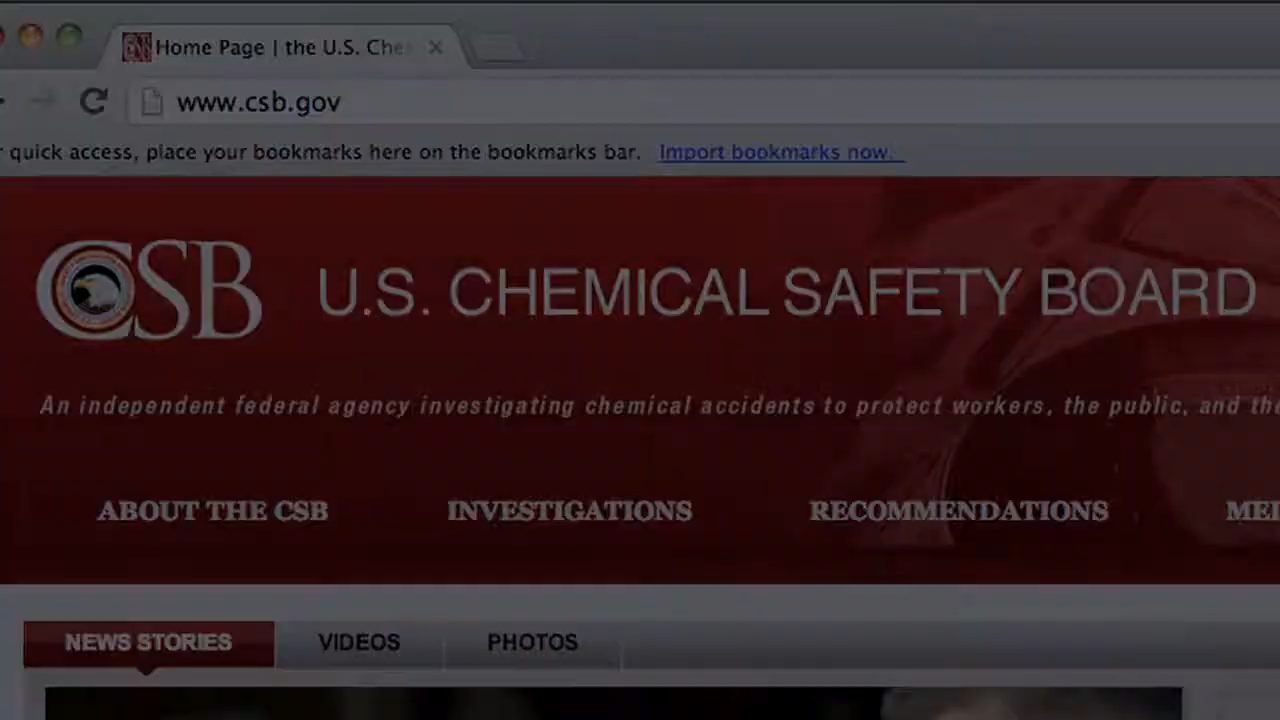 Home Page | the U.S. Che
www.csb.gov
quick access, place your bookmarks here on the bookmarks bar. Import bookmarks now.
CSB U.S. CHEMICAL SAFETY BOARD
An independent federal agency investigating chemical accidents to protect workers, the public, and the
ABOUT THE CSB INVESTIGATIONS RECOMMENDATIONS
NEWS STORIES VIDEOS PHOTOS